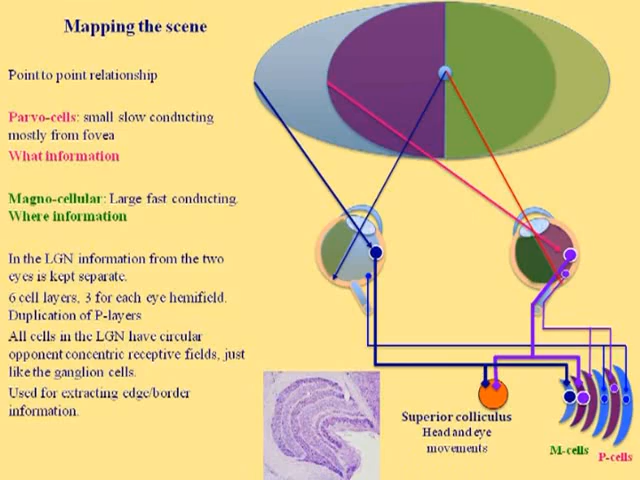 Mapping the scene
Point to point relationship
Parvo-cells: small slow conducting
mostly from fovea
What information
Magno-cellular: Large fast conducting.
Where information
In the LGN information from the two
eyes is kept separate.
6 cell layers, 3 for each eye hemifield.
Duplication of P-layers
All cells in the LGN have circular
opponent concentric receptive fields, just
like the ganglion cells.
Used for extracting edge/border
information.
Superior colliculus
Head and eye
movements
M-cells
P-cells